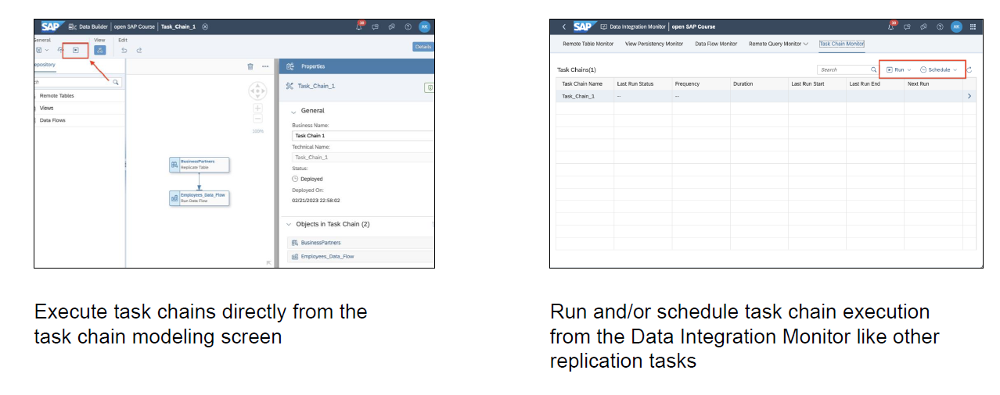 SAP Data Builder open SAP Course Task_Chain_1
AK
General View Edit
Details
Repository
Remote Tables
Views
Data Flows
BusinessPartners
Replicate Table
Employees_Data_Flow
Run Data Flow
Properties
Task_Chain_1
General
Business Name:
Task Chain 1
Technical Name:
Task_Chain_1
Status:
Deployed
Deployed On:
02/21/2023 22:58:02
Objects in Task Chain (2)
BusinessPartners
Employees_Data_Flow
Execute task chains directly from the
task chain modeling screen
SAP Data Integration Monitor open SAP Course
AK
Remote Table Monitor View Persistency Monitor Data Flow Monitor Remote Query Monitor Task Chain Monitor
Task Chains(1) Search Run Schedule
Task Chain Name Last Run Status Frequency Duration Last Run Start Last Run End Next Run
Task_Chain_1 -- --
Run and/or schedule task chain execution
from the Data Integration Monitor like other
replication tasks